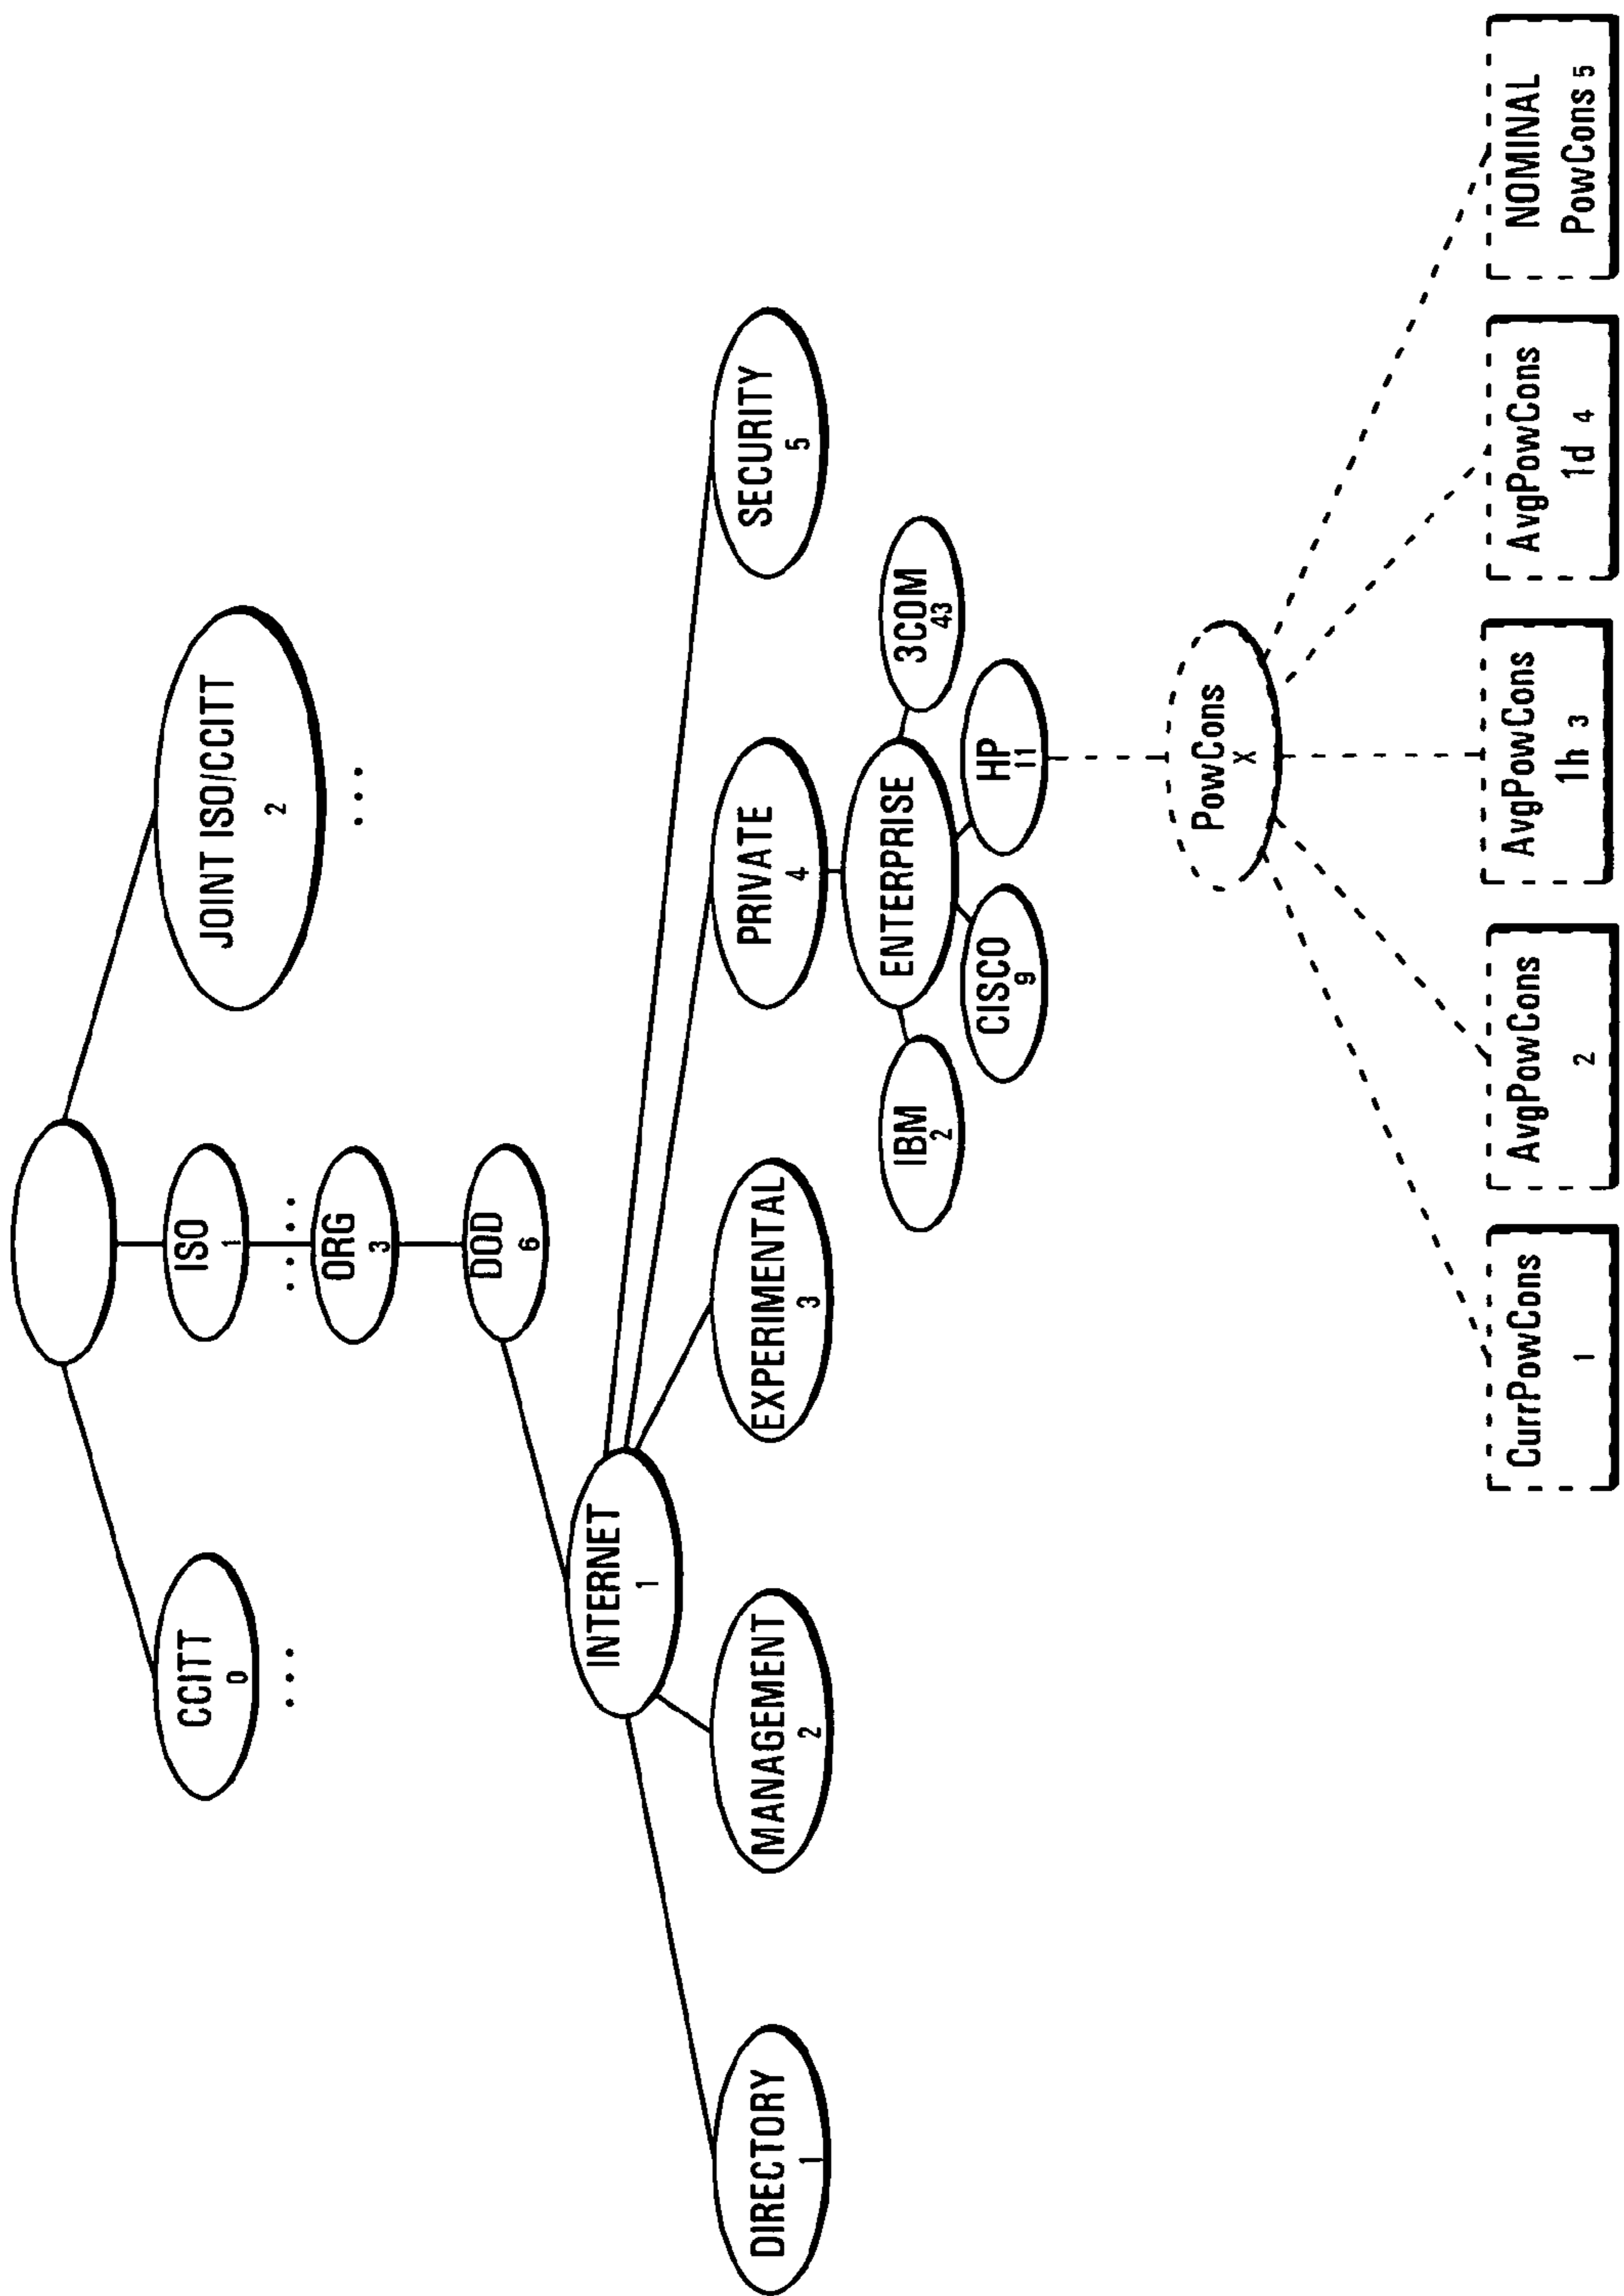 CCITT
0
ISO
1
JOINT ISO/CCITT
2
ORG
3
DOD
6
INTERNET
1
DIRECTORY
1
MANAGEMENT
2
EXPERIMENTAL
3
PRIVATE
4
SECURITY
5
ENTERPRISE
IBM
2
CISCO
9
HP
11
3COM
43
PowCons
X
CurrPowCons
1
AvgPowCons
2
AvgPowCons
1h 3
AvgPowCons
1d 4
NOMINAL
PowCons 5